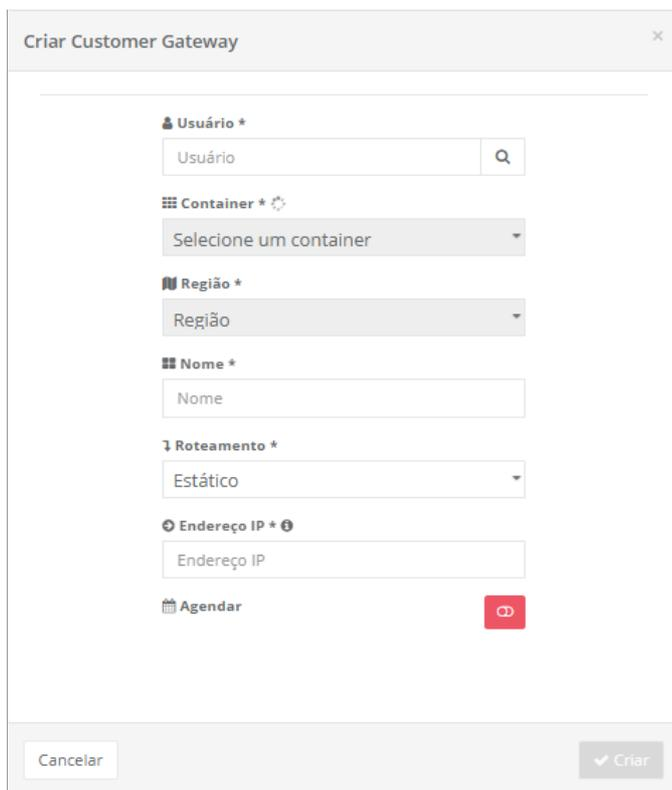 Criar Customer Gateway
Usuário *
Usuário
Container *
Selecione um container
Região *
Região
Nome *
Nome
Roteamento *
Estático
Endereço IP *
Endereço IP
Agendar
Cancelar
Criar